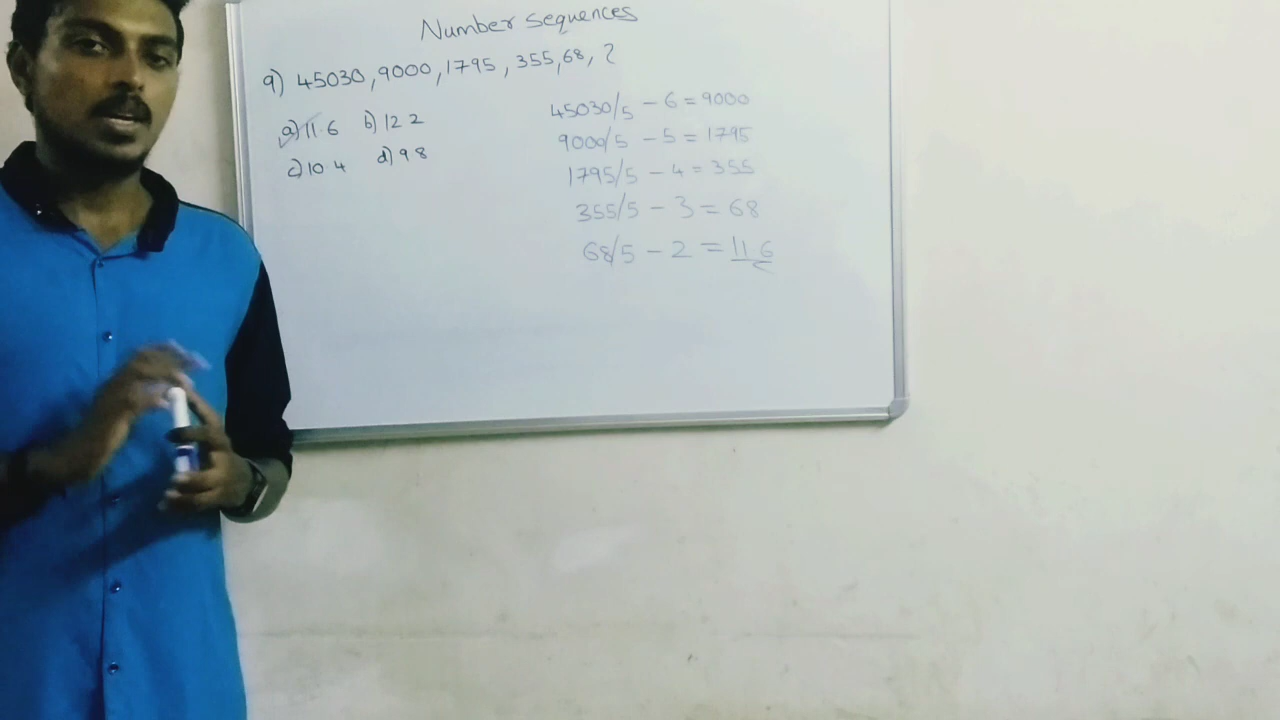 Number sequences
9) 45030, 9000, 1795, 355, 68, ?
a) 11.6 b) 12 2
c) 10 4 d) 9 8
45030/5 - 6 = 9000
9000/5 - 5 = 1795
1795/5 - 4 = 355
355/5 - 3 = 68
68/5 - 2 = 11 6